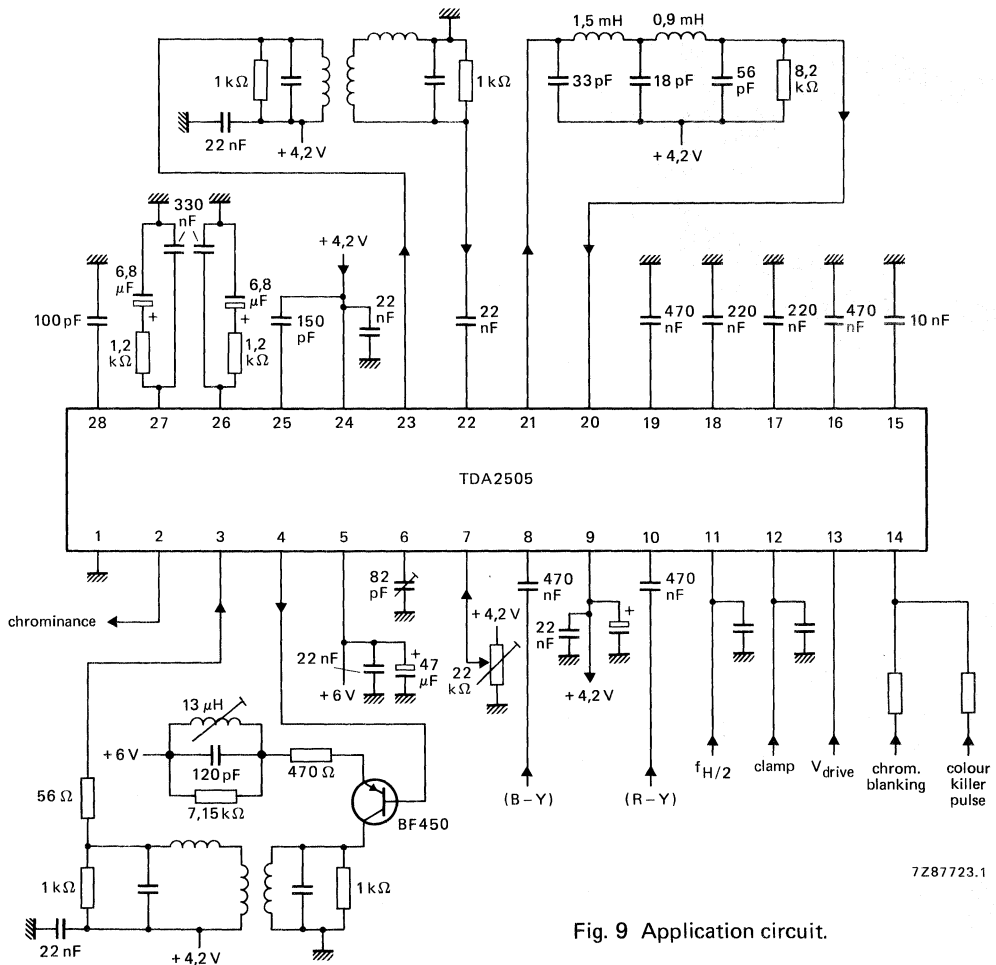 1,5 mH 0,9 mH
1 kΩ 1 kΩ 33 pF 18 pF 56 pF 8,2 kΩ
22 nF + 4,2 V + 4,2 V
330 nF
+ 4,2 V
6,8 μF 6,8 μF
100 pF + + 150 pF 22 nF 22 nF 470 nF 220 nF 220 nF 470 nF 10 nF
1,2 kΩ 1,2 kΩ
28 27 26 25 24 23 22 21 20 19 18 17 16 15
TDA2505
1 2 3 4 5 6 7 8 9 10 11 12 13 14
82 pF 470 nF 470 nF
chrominance
+ 4,2 V +
22 nF + 47 μF 22 kΩ 22 nF
+ 6 V + 4,2 V
13 μH
+ 6 V
120 pF 470 Ω
fH/2 clamp Vdrive chrom. blanking colour killer pulse
56 Ω 7,15 kΩ (B – Y) (R – Y)
BF450
1 kΩ 1 kΩ
7Z87723.1
22 nF + 4,2 V
Fig. 9 Application circuit.